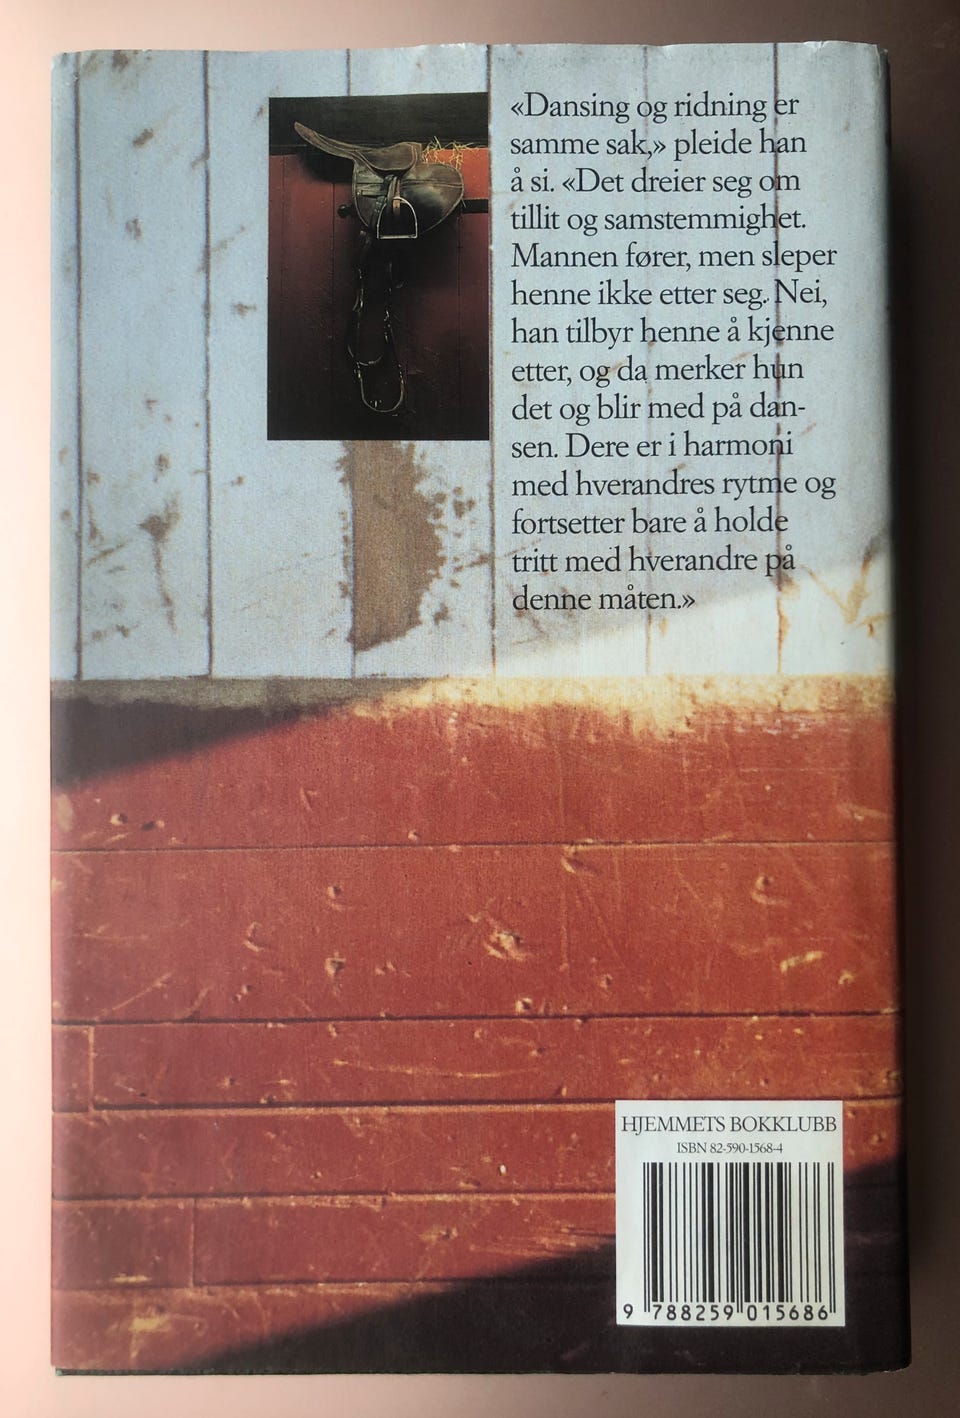 «Dansing og ridning er
samme sak,» pleide han
å si. «Det dreier seg om
tillit og samstemmighet.
Mannen fører, men sleper
henne ikke etter seg. Nei,
han tilbyr henne å kjenne
etter, og da merker hun
det og blir med på dan-
sen. Dere er i harmoni
med hverandres rytme og
fortsetter bare å holde
tritt med hverandre på
denne måten.»
HJEMMETS BOKKLUBB
ISBN 82-590-1568-4
9 788259 015686